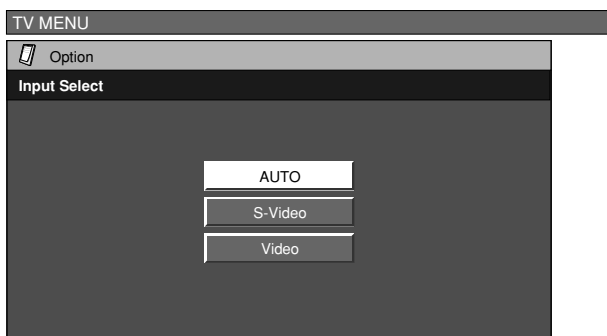 TV MENU
Option
Input Select
AUTO
S-Video
Video